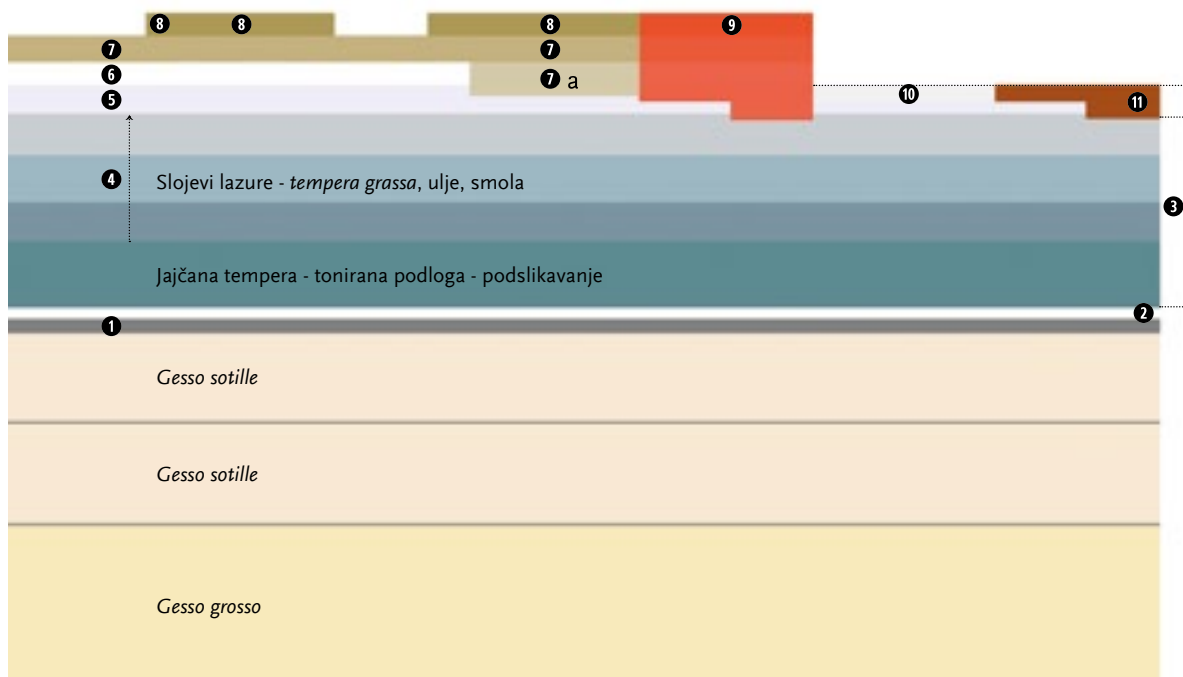 8 8 8 9
7 7
6 7 a
5 10 11
4 Slojevi lazure - tempera grassa, ulje, smola
3
Jajčana tempera - tonirana podloga - podslikavanje
2
1
Gesso sotille
Gesso sotille
Gesso grosso